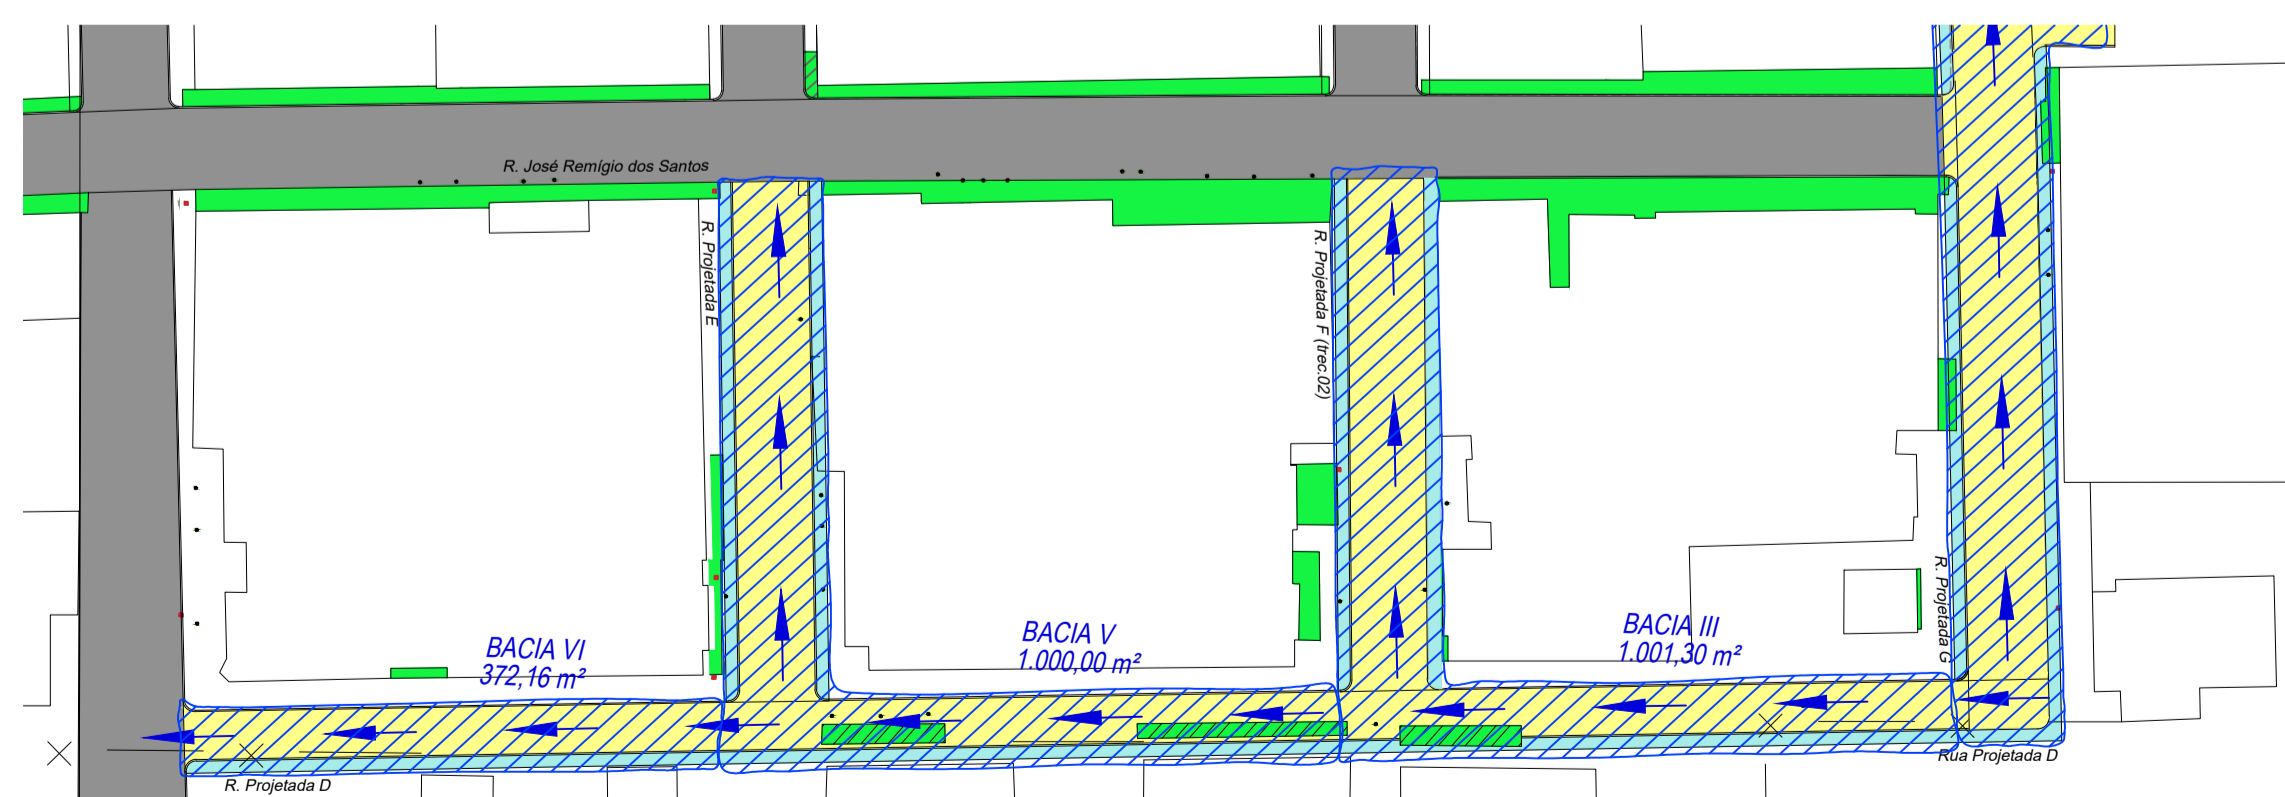 R. José Remígio dos Santos
R. Projetada E
R. Projetada F (trec.02)
R. Projetada G
BACIA VI
372,16 m²
BACIA V
1.000,00 m²
BACIA III
1.001,30 m²
R. Projetada D
Rua Projetada D